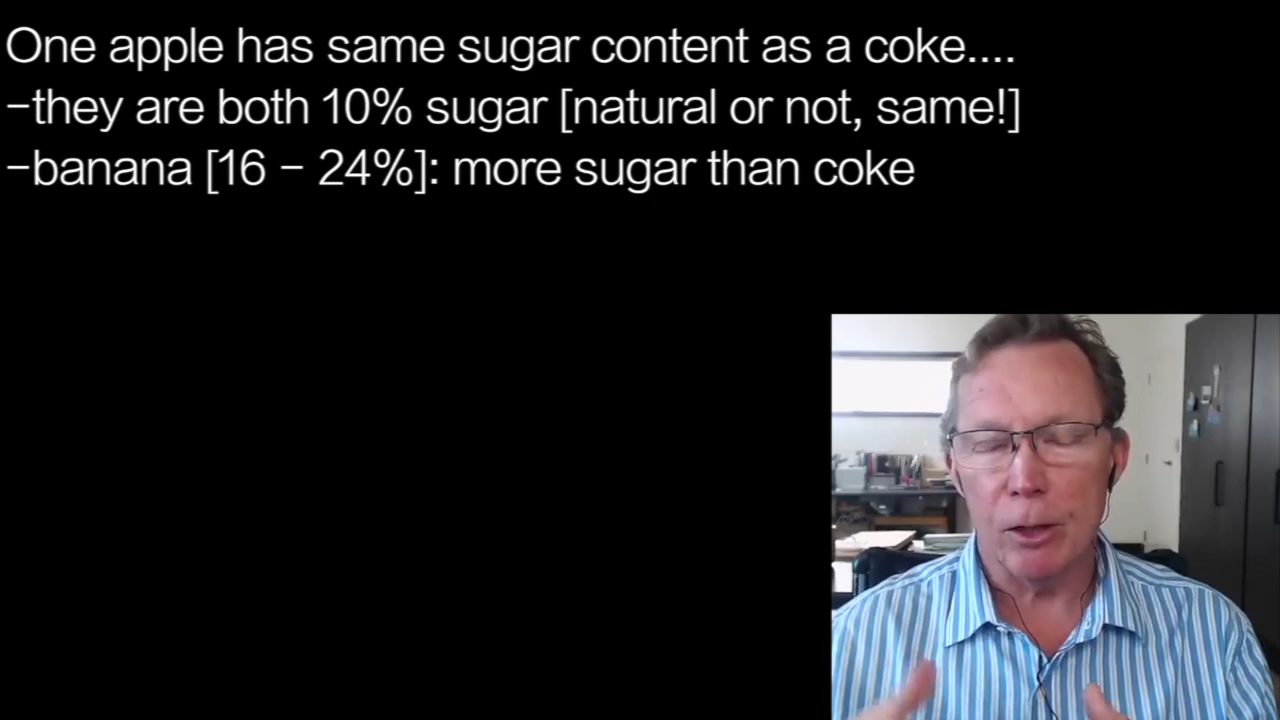 One apple has same sugar content as a coke....
−they are both 10% sugar [natural or not, same!]
−banana [16 − 24%]: more sugar than coke